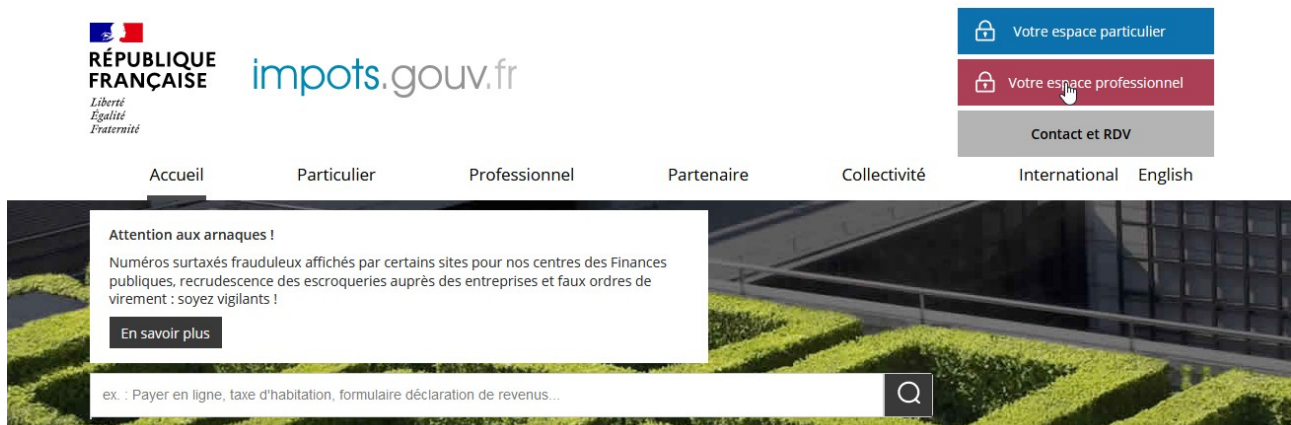 RÉPUBLIQUE
FRANÇAISE
Liberté
Égalité
Fraternité
impots.gouv.fr
Votre espace particulier
Votre espace professionnel
Contact et RDV
Accueil Particulier Professionnel Partenaire Collectivité International English
Attention aux arnaques !
Numéros surtaxés frauduleux affichés par certains sites pour nos centres des Finances
publiques, recrudescence des escroqueries auprès des entreprises et faux ordres de
virement : soyez vigilants !
En savoir plus
ex. : Payer en ligne, taxe d'habitation, formulaire déclaration de revenus...